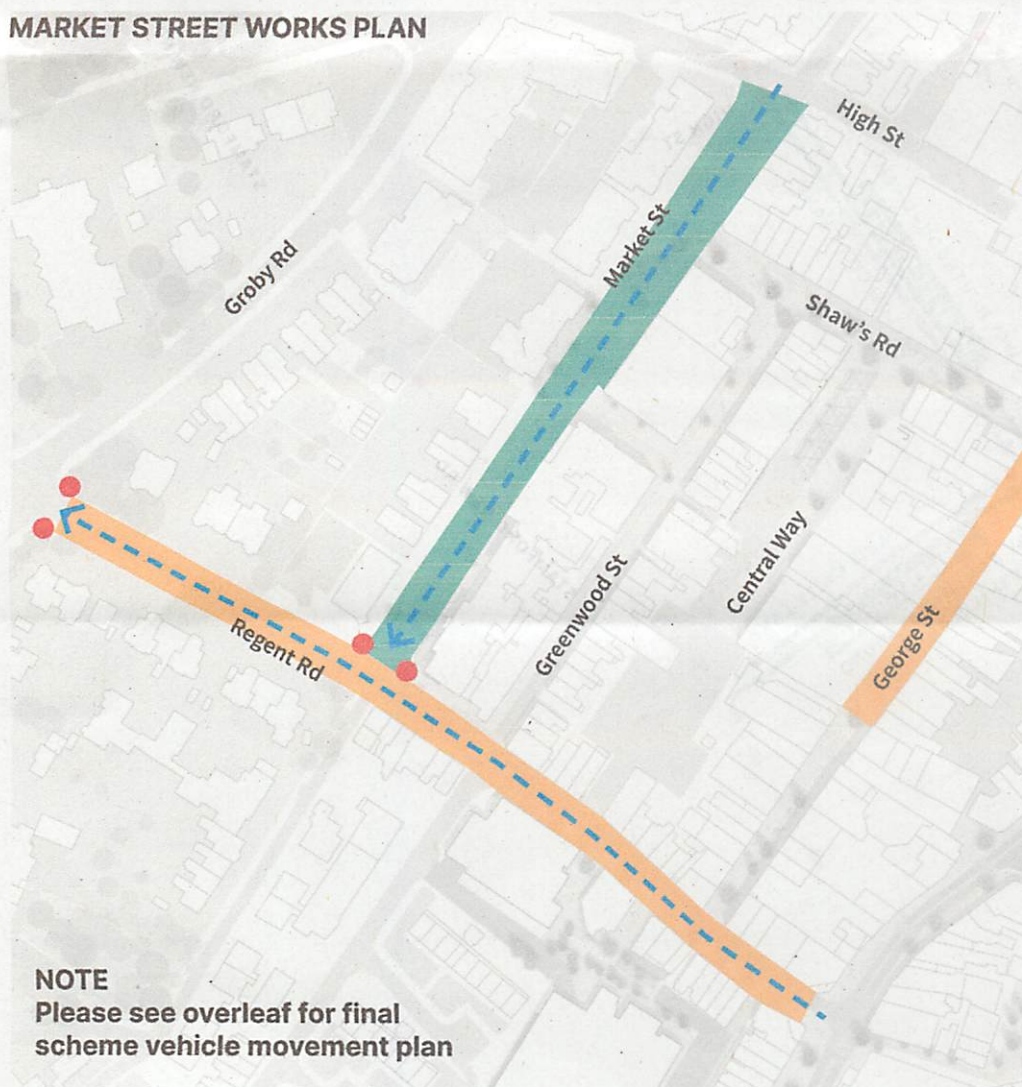 MARKET STREET WORKS PLAN
High St
Market St
Groby Rd
Shaw's Rd
Central Way
Greenwood St
George St
Regent Rd
NOTE
Please see overleaf for final
scheme vehicle movement plan